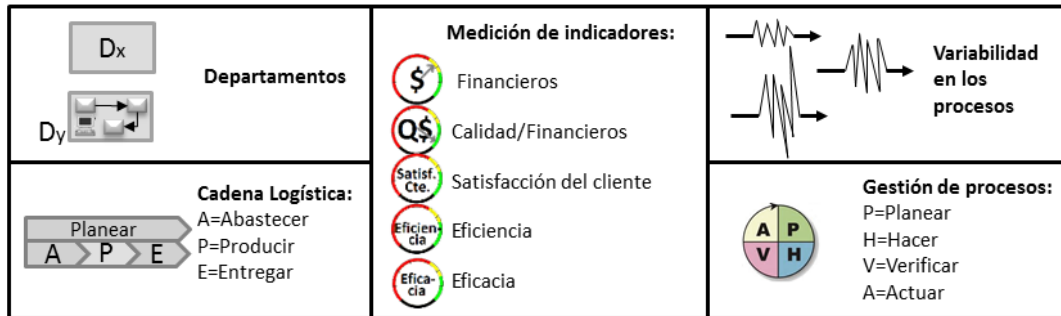 Dx
Departamentos
Dy
Cadena Logística:
Planear
A P E
A=Abastecer
P=Producir
E=Entregar
Medición de indicadores:
$
Financieros
Q$
Calidad/Financieros
Satisf.
Cte.
Satisfacción del cliente
Eficien-
cia
Eficiencia
Efica-
cia
Eficacia
Variabilidad
en los
procesos
Gestión de procesos:
A P
V H
P=Planear
H=Hacer
V=Verificar
A=Actuar